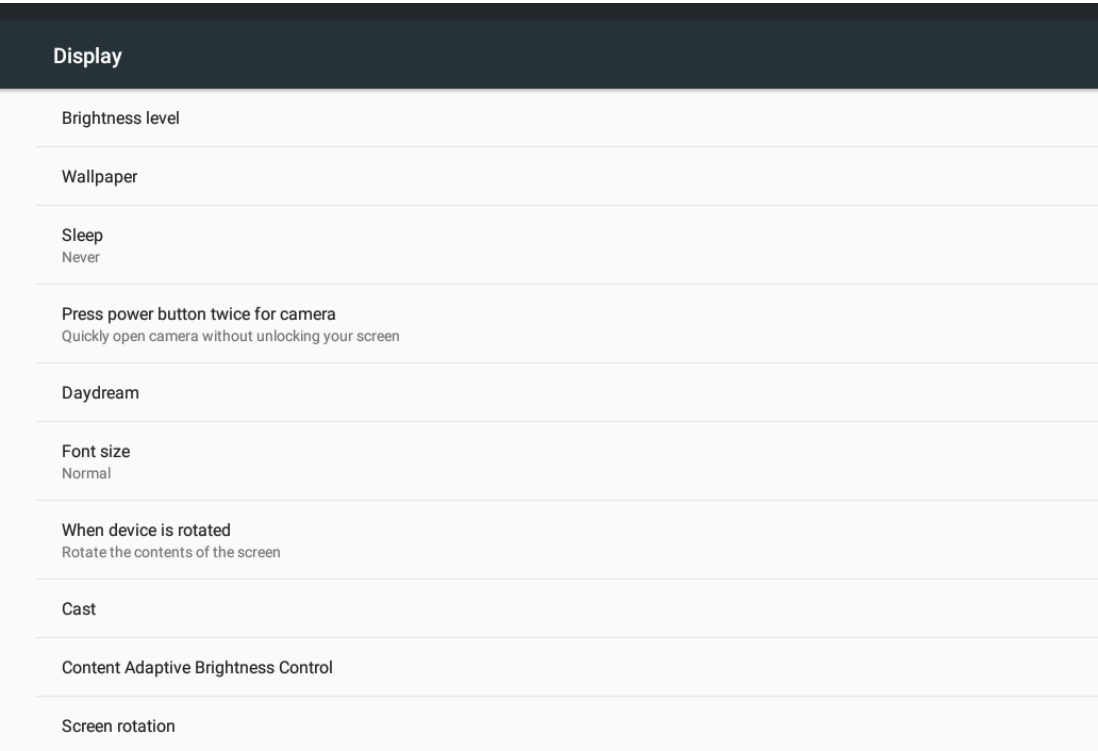 Display
Brightness level
Wallpaper
Sleep
Never
Press power button twice for camera
Quickly open camera without unlocking your screen
Daydream
Font size
Normal
When device is rotated
Rotate the contents of the screen
Cast
Content Adaptive Brightness Control
Screen rotation